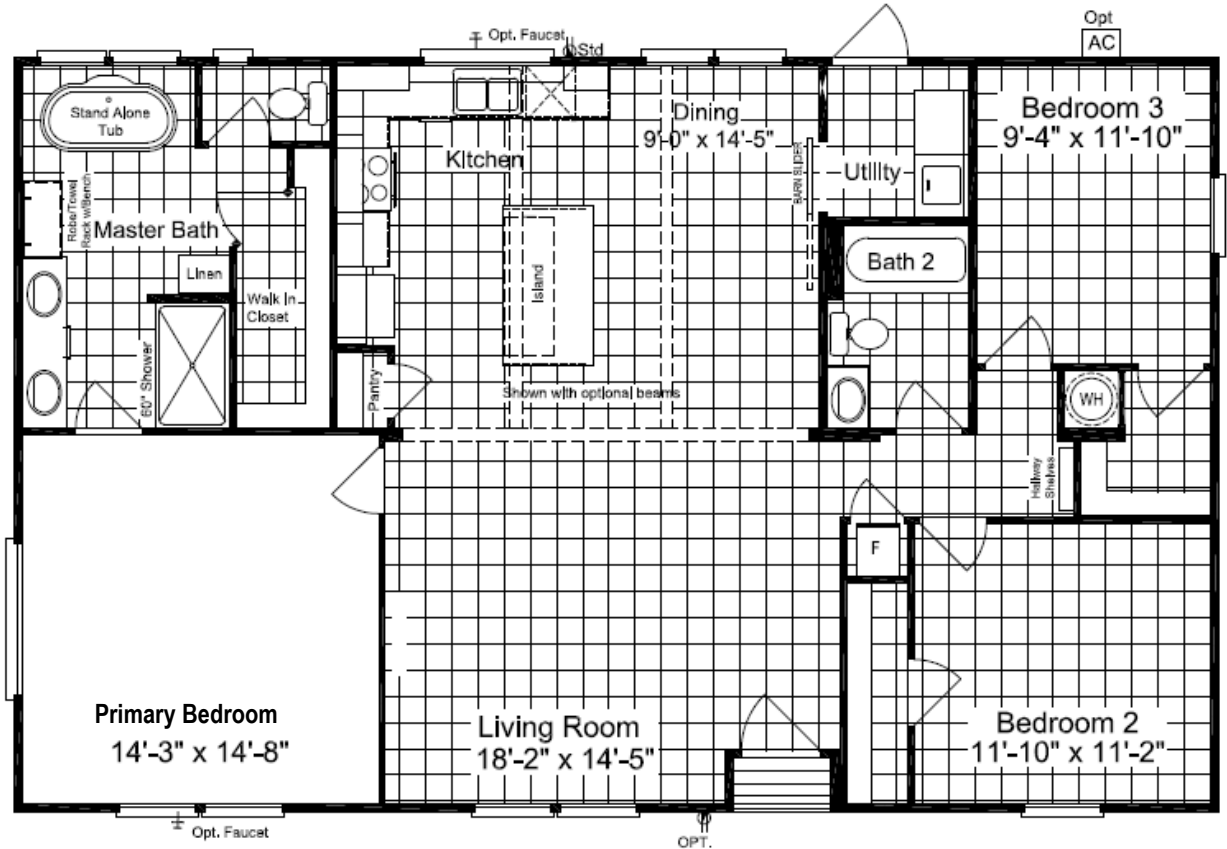 Opt
AC
Opt. Faucet
Std
Stand Alone
Tub
Dining
9'-0" x 14'-5"
Bedroom 3
9'-4" x 11'-10"
Kitchen
BARN SLIDER
Utility
Robe/Towel
Rack w/Bench
Master Bath
Linen
Island
Bath 2
Walk In
Closet
60" Shower
Pantry
Shown with optional beams
WH
Hallway
Shelves
F
Primary Bedroom
14'-3" x 14'-8"
Living Room
18'-2" x 14'-5"
Bedroom 2
11'-10" x 11'-2"
Opt. Faucet
OPT.